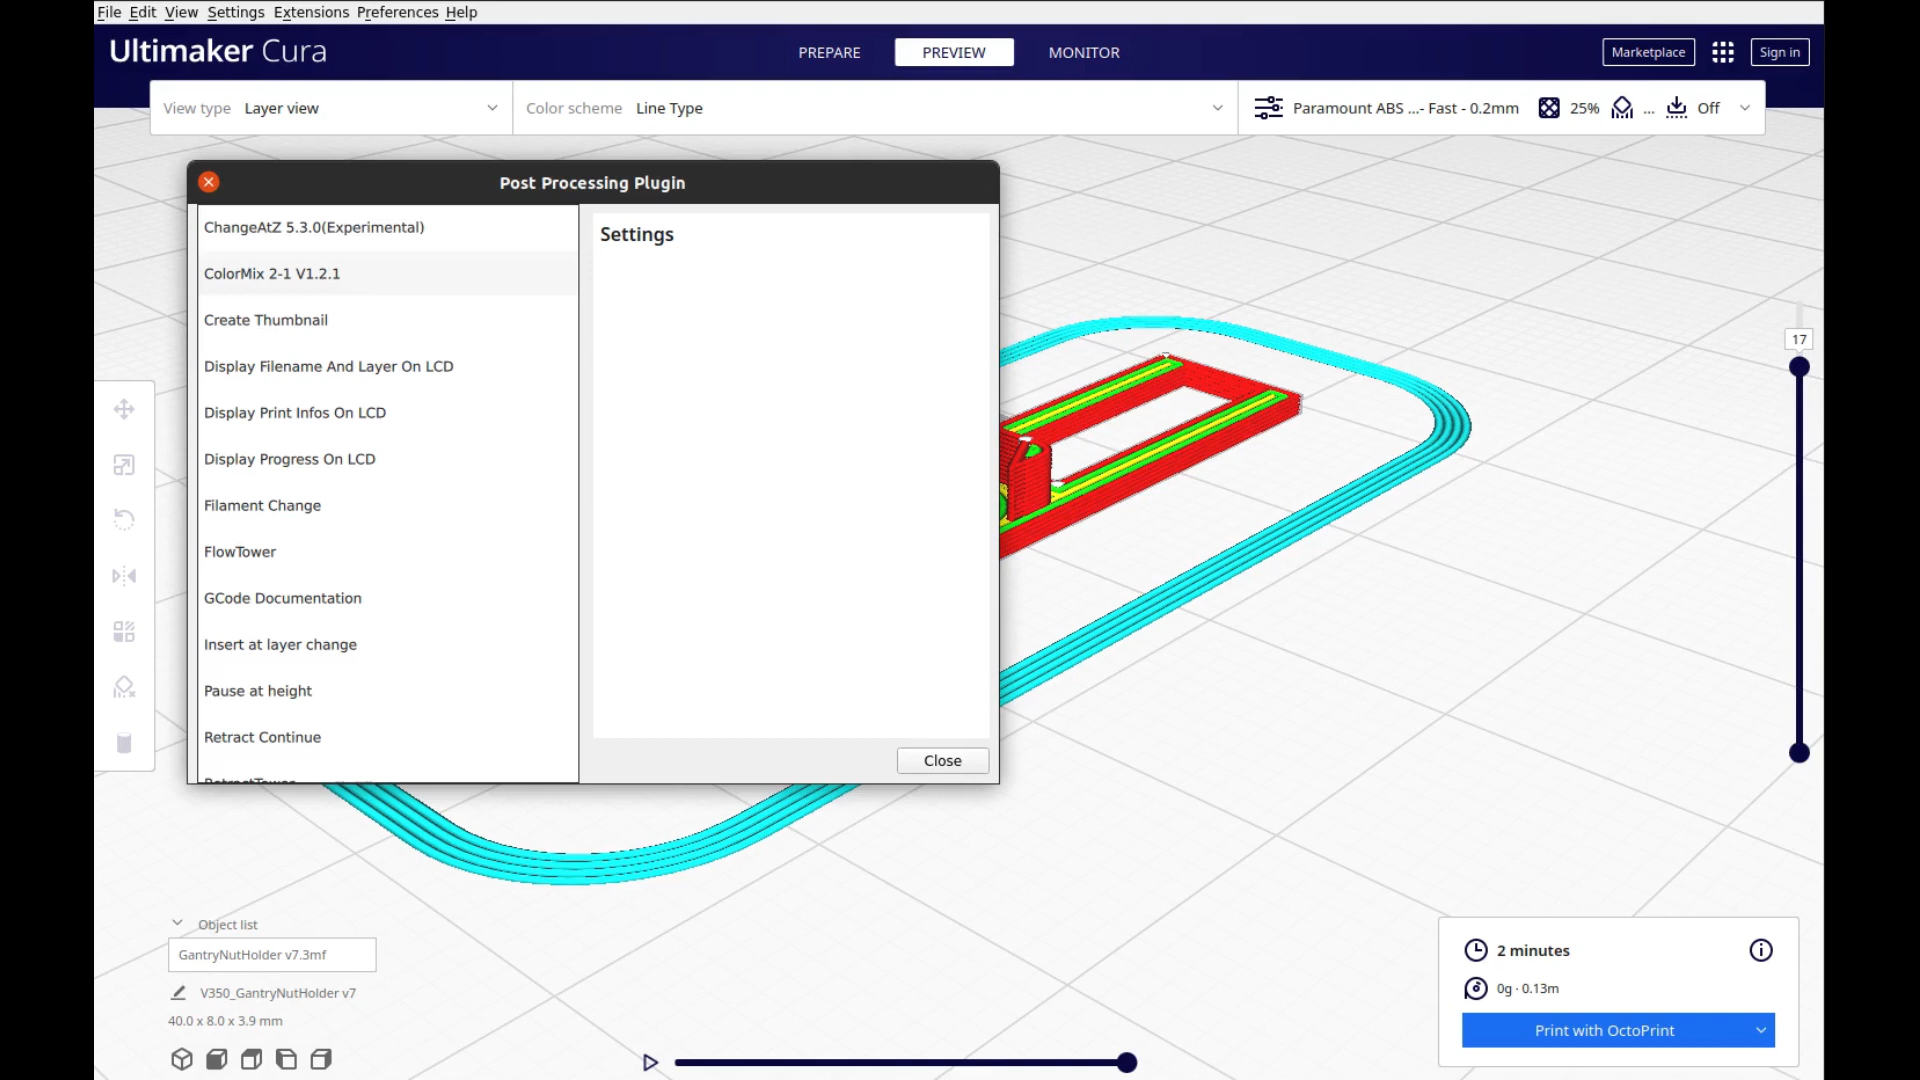 File Edit View Settings Extensions Preferences Help
Ultimaker Cura
PREPARE PREVIEW MONITOR
Marketplace Sign in
View type Layer view
Color scheme Line Type
Paramount ABS ...- Fast - 0.2mm 25% ... Off
Post Processing Plugin
ChangeAtZ 5.3.0(Experimental)
ColorMix 2-1 V1.2.1
Create Thumbnail
Display Filename And Layer On LCD
Display Print Infos On LCD
Display Progress On LCD
Filament Change
FlowTower
GCode Documentation
Insert at layer change
Pause at height
Retract Continue
RetractTower
Settings
Close
17
Object list
GantryNutHolder v7.3mf
V350_GantryNutHolder v7
40.0 x 8.0 x 3.9 mm
2 minutes
0g · 0.13m
Print with OctoPrint